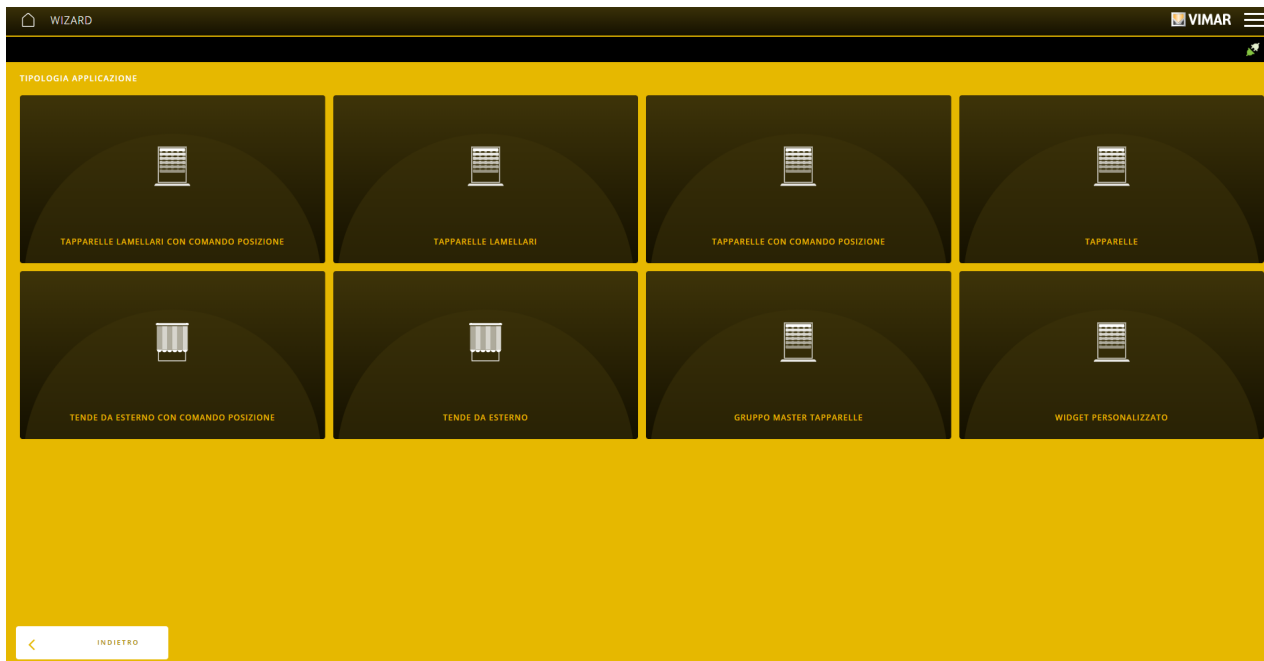 WIZARD
VIMAR
TIPOLOGIA APPLICAZIONE
TAPPARELLE LAMELLARI CON COMANDO POSIZIONE
TAPPARELLE LAMELLARI
TAPPARELLE CON COMANDO POSIZIONE
TAPPARELLE
TENDE DA ESTERNO CON COMANDO POSIZIONE
TENDE DA ESTERNO
GRUPPO MASTER TAPPARELLE
WIDGET PERSONALIZZATO
INDIETRO